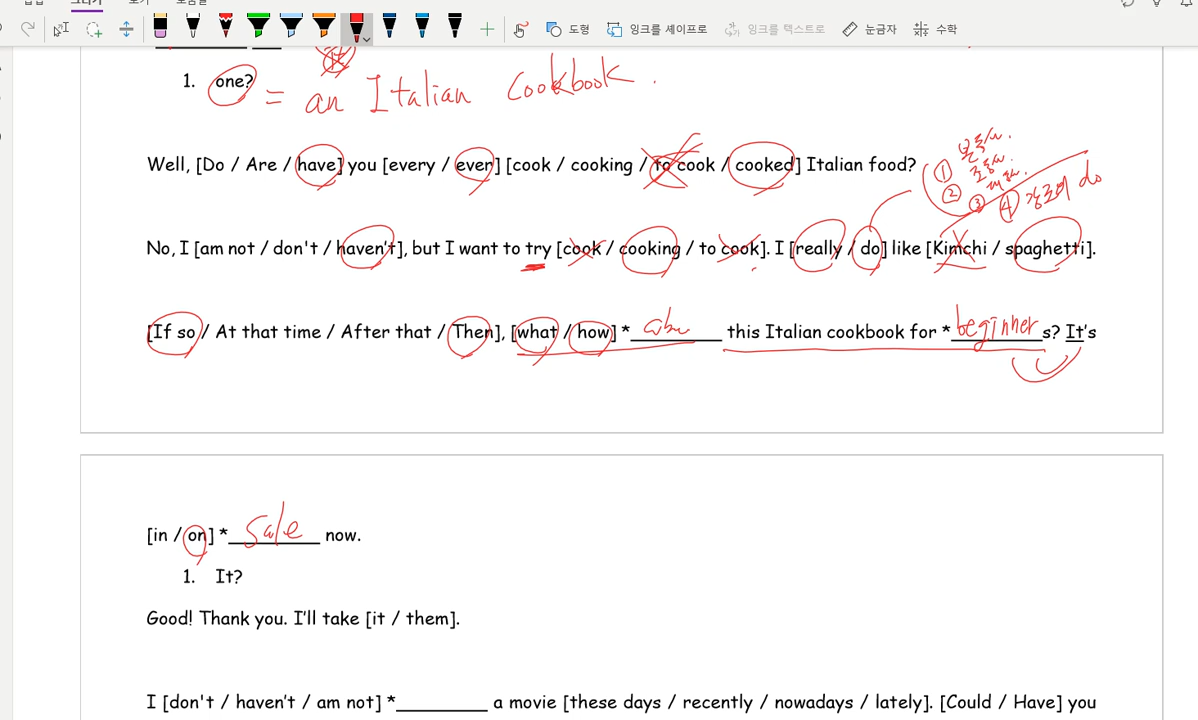 도형 잉크를 셰이프로 잉크를 텍스트로 눈금자 수학
1. one? = an Italian Cookbook.
Well, [Do / Are / have] you [every / ever] [cook / cooking / to cook / cooked] Italian food?
본동사.
① 조동사.
②
③
④ 강조의 do
No, I [am not / don't / haven't], but I want to try [cook / cooking / to cook]. I [really / do] like [Kimchi / spaghetti].
[If so / At that time / After that / Then], [what / how] * about this Italian cookbook for * beginner s? It's
[in / on] * sale now.
1. It?
Good! Thank you. I'll take [it / them].
I [don't / haven't / am not] *________ a movie [these days / recently / nowadays / lately]. [Could / Have] you